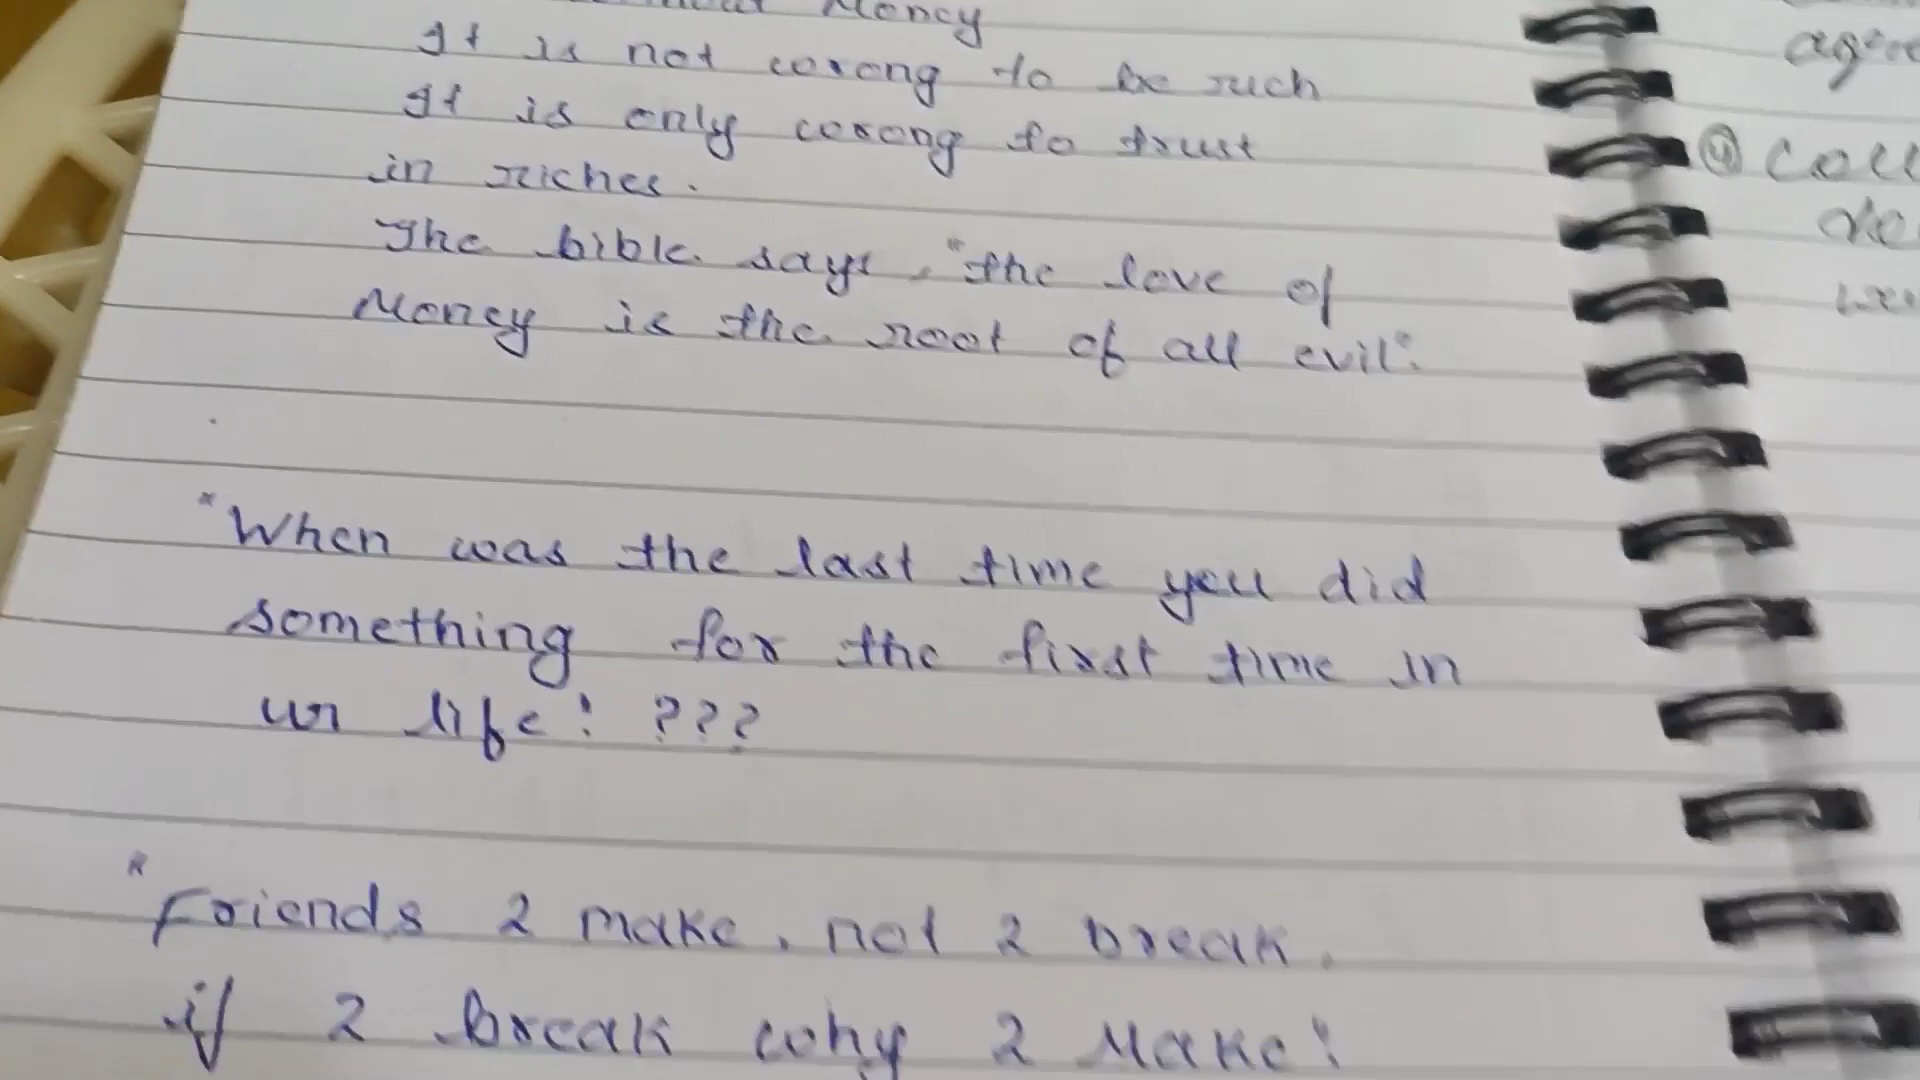 Money
It is not wrong to be rich
It is only wrong to trust
in riches.
The bible says, "the love of
Money is the root of all evil".
"When was the last time you did
something for the first time in
ur life! ???
"Friends 2 make, not 2 break.
if 2 break why 2 Make!
④